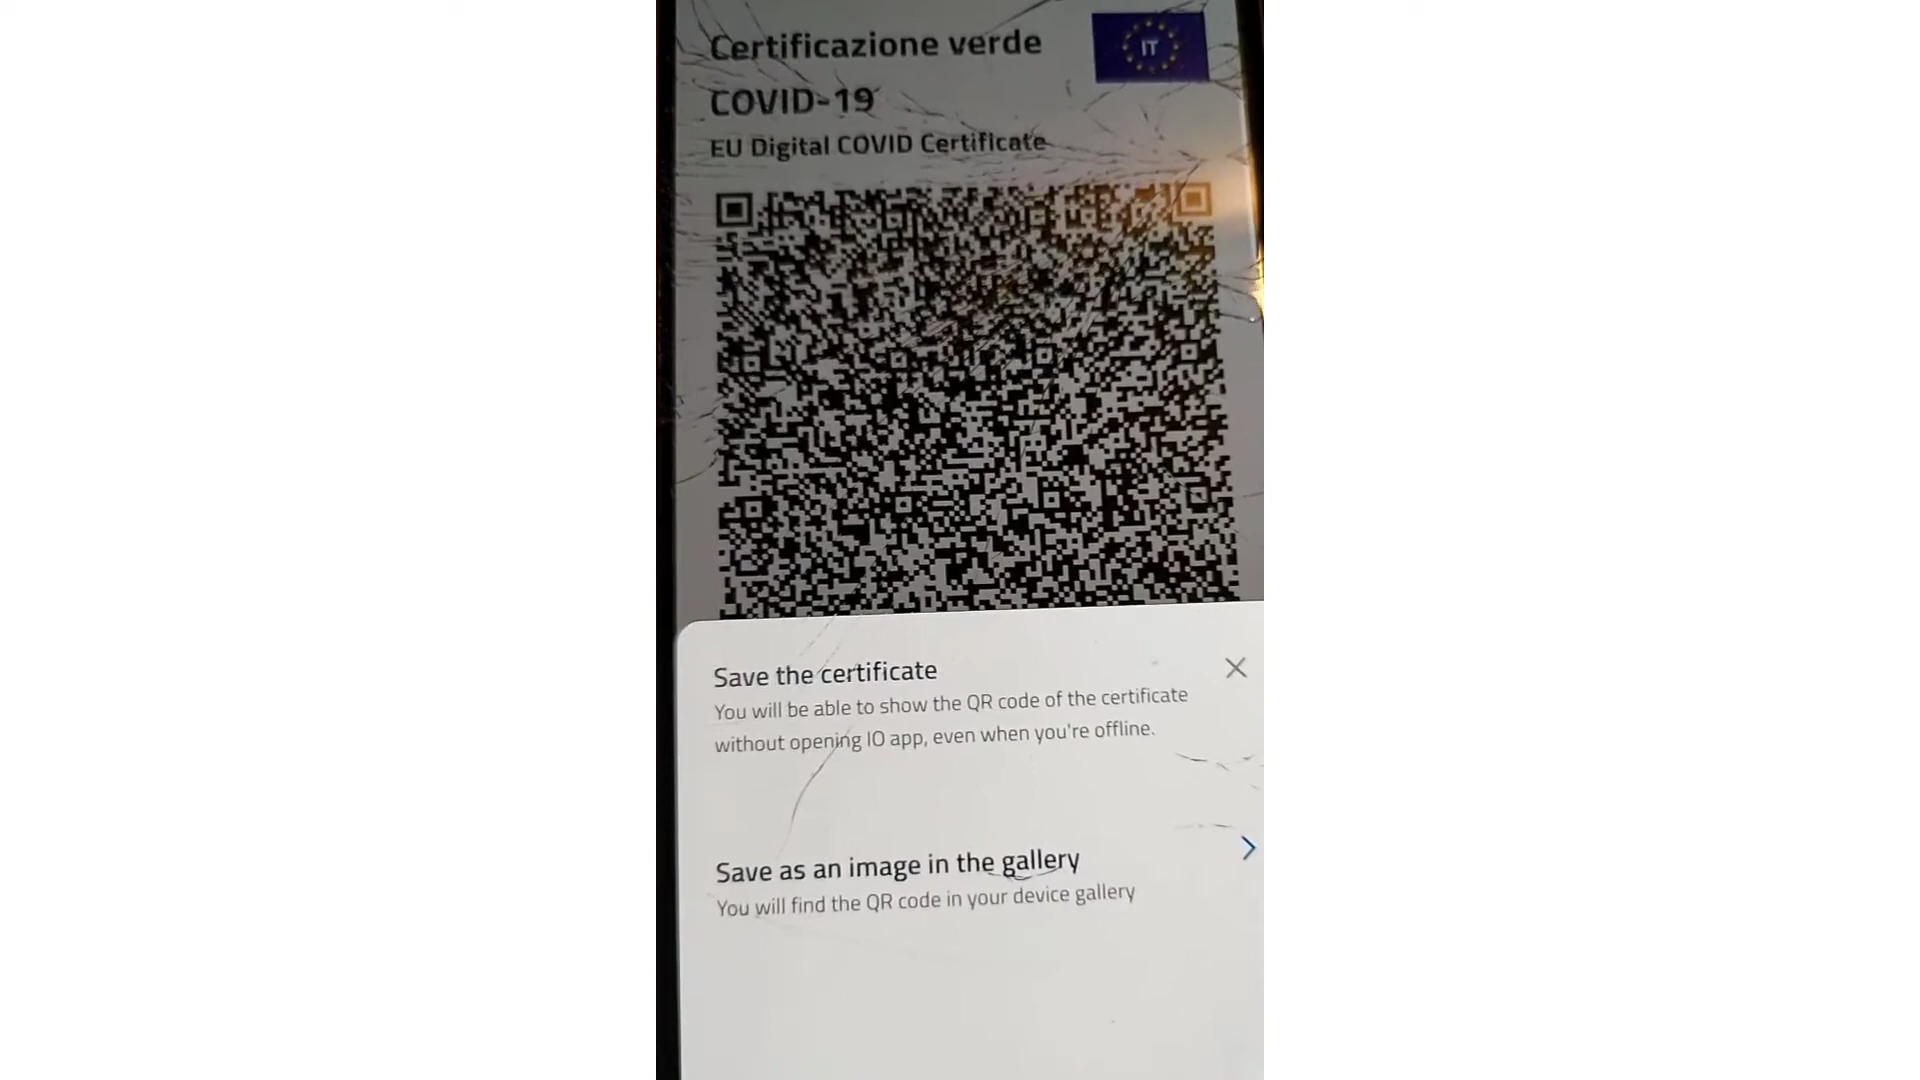 Certificazione verde
IT
COVID-19
EU Digital COVID Certificate
Save the certificate
You will be able to show the QR code of the certificate
without opening IO app, even when you're offline.
Save as an image in the gallery
You will find the QR code in your device gallery